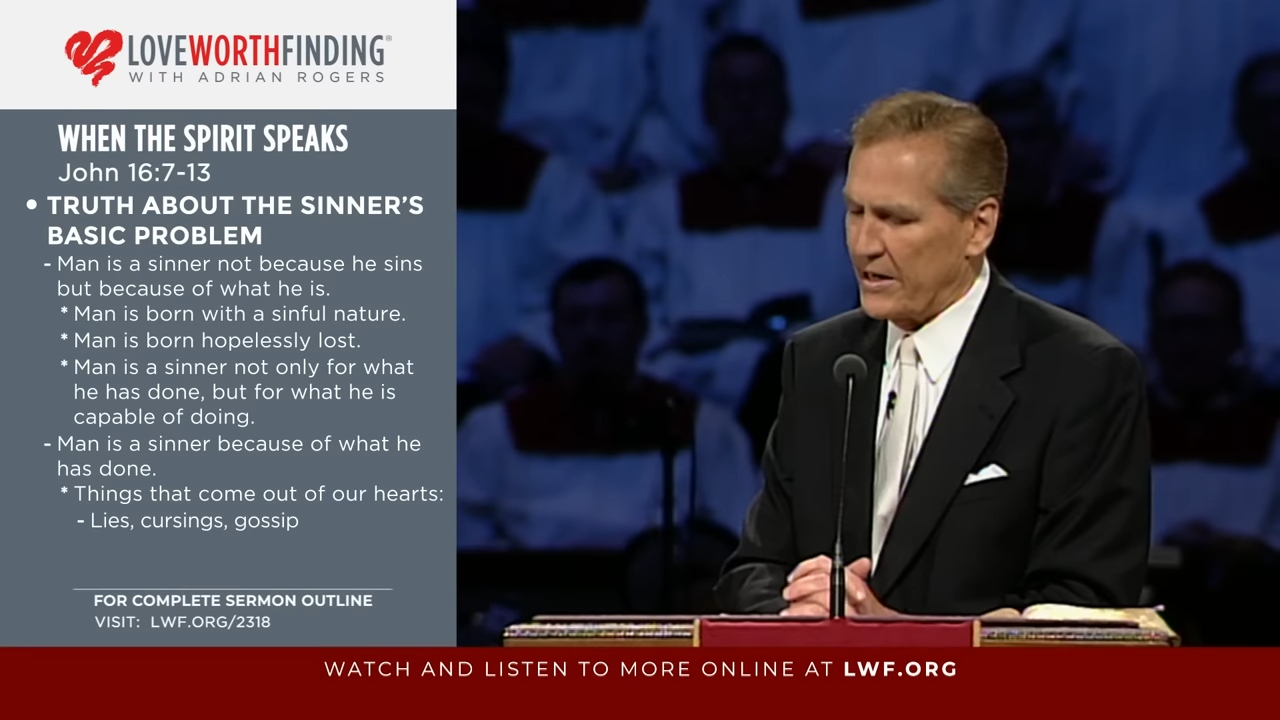 LOVEWORTHFINDING®
WITH ADRIAN ROGERS
WHEN THE SPIRIT SPEAKS
John 16:7-13
• TRUTH ABOUT THE SINNER'S
BASIC PROBLEM
- Man is a sinner not because he sins
but because of what he is.
* Man is born with a sinful nature.
* Man is born hopelessly lost.
* Man is a sinner not only for what
he has done, but for what he is
capable of doing.
- Man is a sinner because of what he
has done.
* Things that come out of our hearts:
- Lies, cursings, gossip
FOR COMPLETE SERMON OUTLINE
VISIT: LWF.ORG/2318
WATCH AND LISTEN TO MORE ONLINE AT LWF.ORG